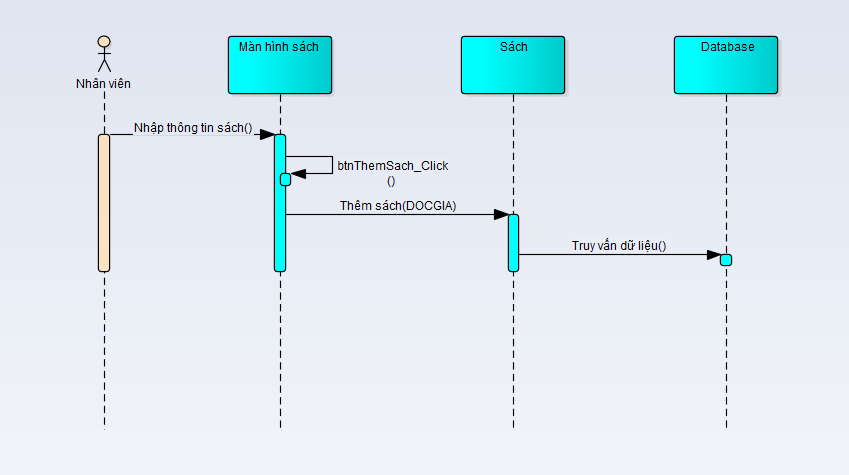 Màn hình sách
Sách
Database
Nhân viên
Nhập thông tin sách()
btnThemSach_Click
()
Thêm sách(DOCGIA)
Truy vấn dữ liệu()